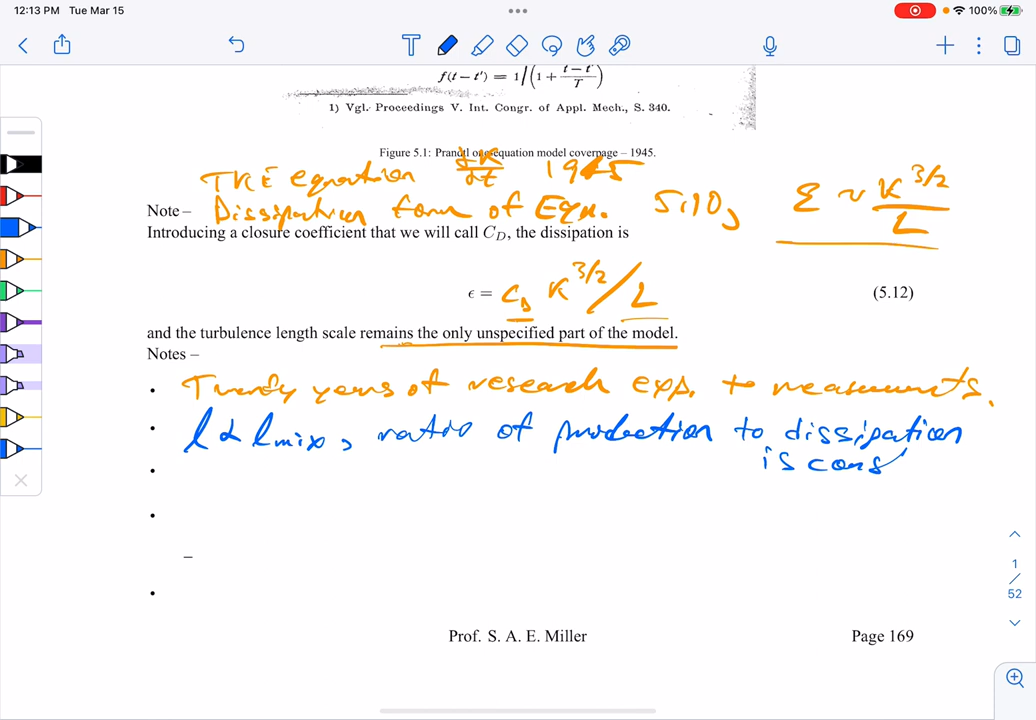 12:13 PM Tue Mar 15
100%
f(t − t') = 1/(1 + (t − t')/T)
1) Vgl. Proceedings V. Int. Congr. of Appl. Mech., S. 340.
Figure 5.1: Prandtl one-equation model coverpage – 1945.
TKE equation dK/dt 1945
Note – Dissipation form of Eqn. 5.10, ε ~ K^3/2 / L
Introducing a closure coefficient that we will call C_D, the dissipation is
ϵ = C_D K^3/2 / L (5.12)
and the turbulence length scale remains the only unspecified part of the model.
Notes –
• Twenty years of research exp. to measurements.
• l α l_mix, ratio of production to dissipation
is cons
•
•
–
•
1
/
52
Prof. S. A. E. Miller Page 169